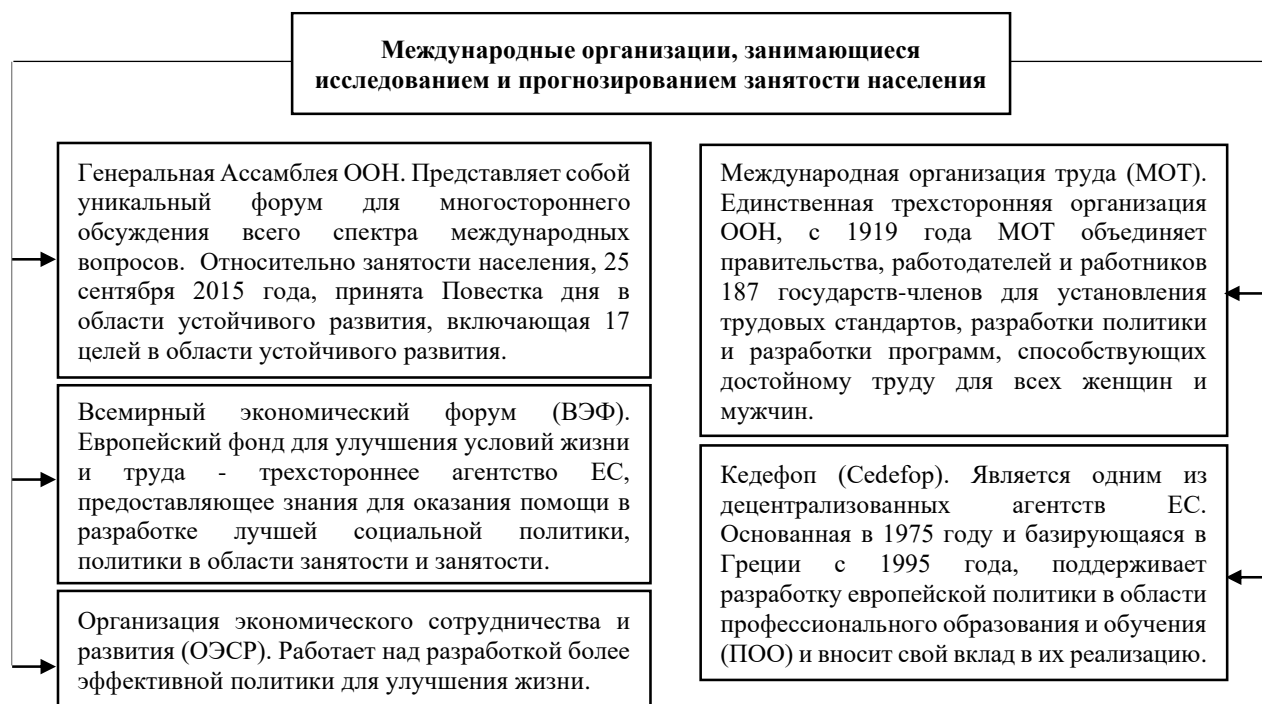 Международные организации, занимающиеся
исследованием и прогнозированием занятости населения
Генеральная Ассамблея ООН. Представляет собой
уникальный форум для многостороннего
обсуждения всего спектра международных
вопросов. Относительно занятости населения, 25
сентября 2015 года, принята Повестка дня в
области устойчивого развития, включающая 17
целей в области устойчивого развития.
Всемирный экономический форум (ВЭФ).
Европейский фонд для улучшения условий жизни
и труда - трехстороннее агентство ЕС,
предоставляющее знания для оказания помощи в
разработке лучшей социальной политики,
политики в области занятости и занятости.
Организация экономического сотрудничества и
развития (ОЭСР). Работает над разработкой более
эффективной политики для улучшения жизни.
Международная организация труда (МОТ).
Единственная трехсторонняя организация
ООН, с 1919 года МОТ объединяет
правительства, работодателей и работников
187 государств-членов для установления
трудовых стандартов, разработки политики
и разработки программ, способствующих
достойному труду для всех женщин и
мужчин.
Кедефоп (Cedefop). Является одним из
децентрализованных агентств ЕС.
Основанная в 1975 году и базирующаяся в
Греции с 1995 года, поддерживает
разработку европейской политики в области
профессионального образования и обучения
(ПОО) и вносит свой вклад в их реализацию.